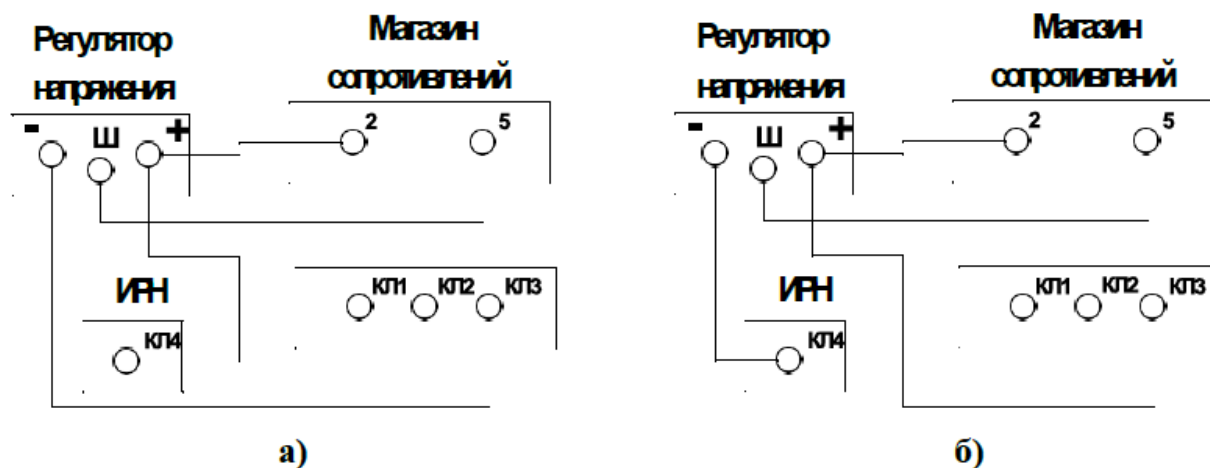 Регулятор
напряжения
Магазин
сопротивлений
- Ш +
2 5
ИРН
КЛ4
КЛ1 КЛ2 КЛ3
а)
Регулятор
напряжения
Магазин
сопротивлений
- Ш +
2 5
ИРН
КЛ4
КЛ1 КЛ2 КЛ3
б)